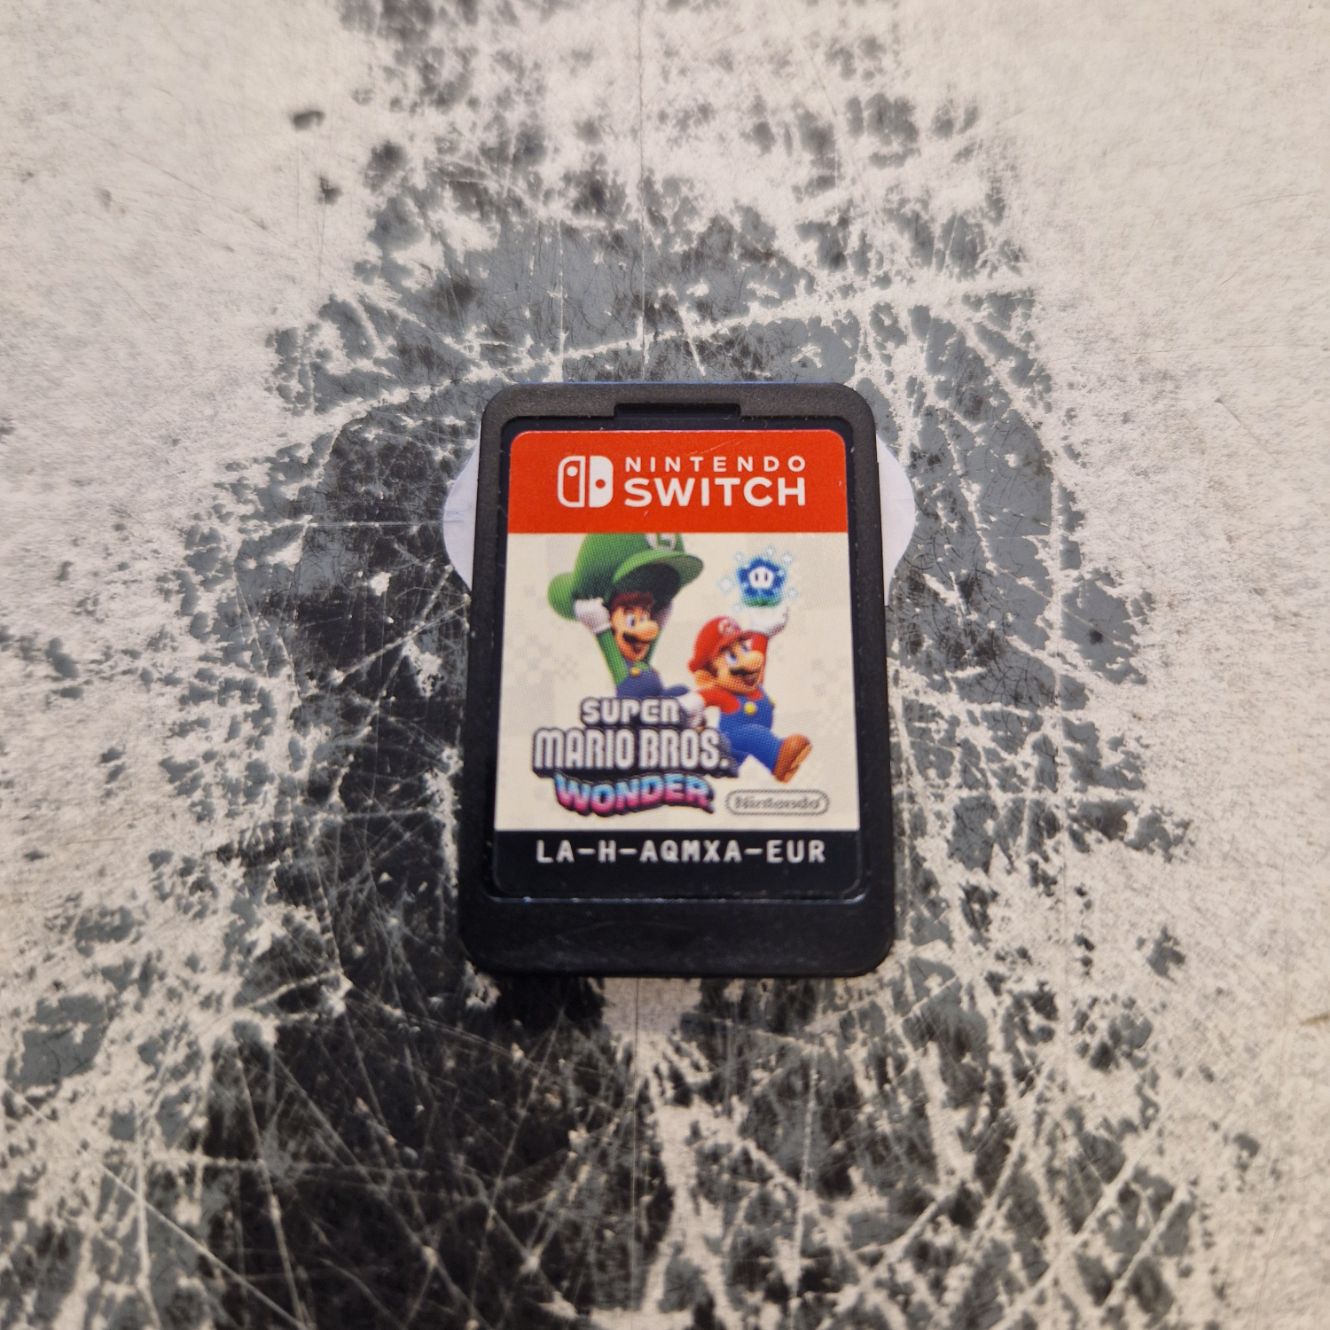 NINTENDO
SWITCH
SUPER
MARIO BROS.
WONDER
Nintendo
LA-H-AQMXA-EUR